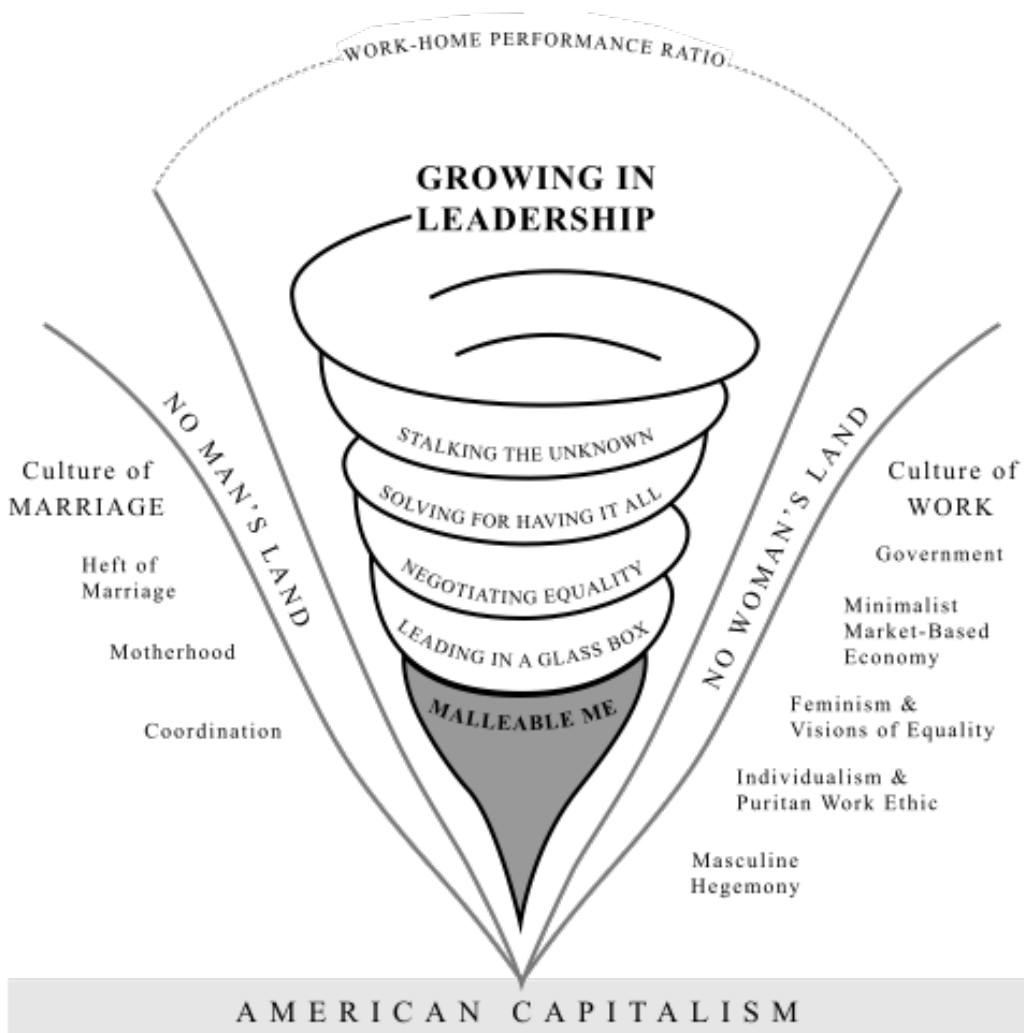 WORK-HOME PERFORMANCE RATIO
GROWING IN
LEADERSHIP
STALKING THE UNKNOWN
SOLVING FOR HAVING IT ALL
NEGOTIATING EQUALITY
LEADING IN A GLASS BOX
MALLEABLE ME
NO MAN'S LAND
NO WOMAN'S LAND
Culture of
MARRIAGE
Heft of
Marriage
Motherhood
Coordination
Culture of
WORK
Government
Minimalist
Market-Based
Economy
Feminism &
Visions of Equality
Individualism &
Puritan Work Ethic
Masculine
Hegemony
AMERICAN CAPITALISM